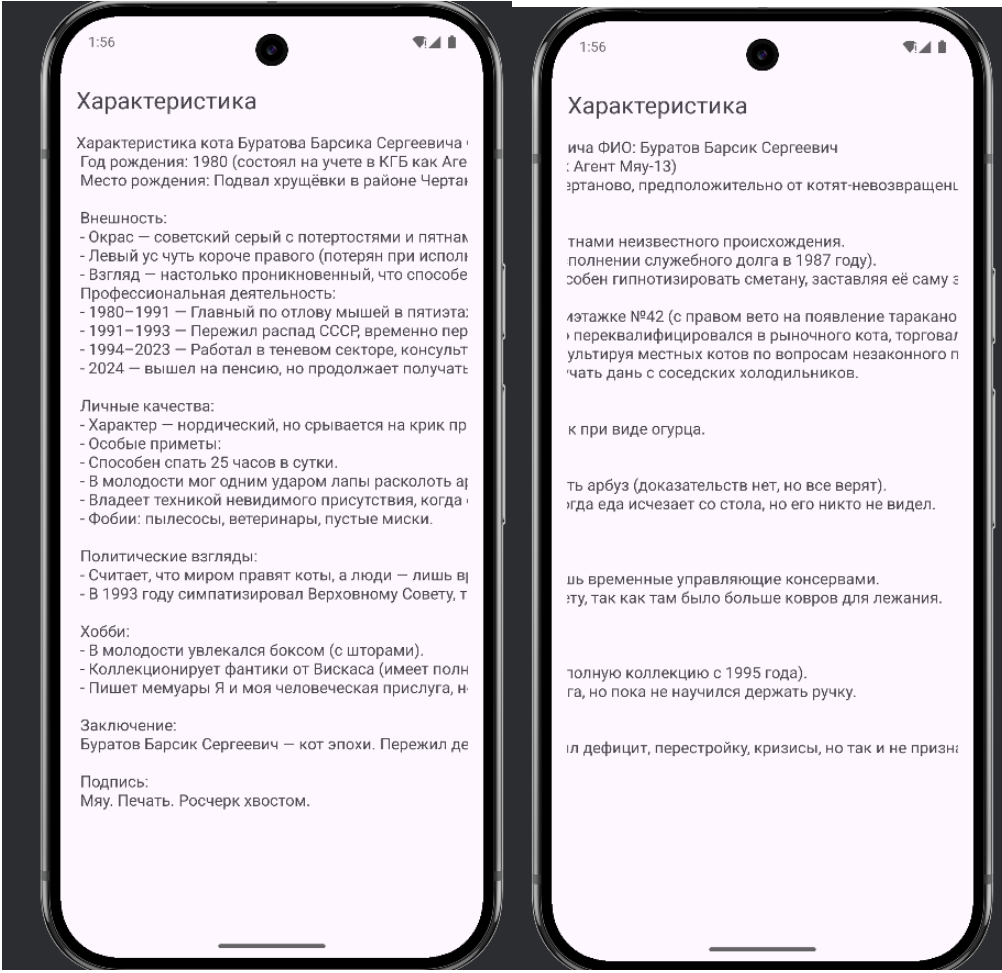 1:56
Характеристика
Характеристика кота Буратова Барсика Сергеевича
Год рождения: 1980 (состоял на учете в КГБ как Аге
Место рождения: Подвал хрущёвки в районе Чертан
Внешность:
- Окрас — советский серый с потертостями и пятнам
- Левый ус чуть короче правого (потерян при исполн
- Взгляд — настолько проникновенный, что способе
Профессиональная деятельность:
- 1980–1991 — Главный по отлову мышей в пятиэтаж
- 1991–1993 — Пережил распад СССР, временно пер
- 1994–2023 — Работал в теневом секторе, консульт
- 2024 — вышел на пенсию, но продолжает получать
Личные качества:
- Характер — нордический, но срывается на крик пр
- Особые приметы:
- Способен спать 25 часов в сутки.
- В молодости мог одним ударом лапы расколоть ар
- Владеет техникой невидимого присутствия, когда
- Фобии: пылесосы, ветеринары, пустые миски.
Политические взгляды:
- Считает, что миром правят коты, а люди — лишь вр
- В 1993 году симпатизировал Верховному Совету, т
Хобби:
- В молодости увлекался боксом (с шторами).
- Коллекционирует фантики от Вискаса (имеет полн
- Пишет мемуары Я и моя человеческая прислуга, н
Заключение:
Буратов Барсик Сергеевич — кот эпохи. Пережил де
Подпись:
Мяу. Печать. Росчерк хвостом.
1:56
Характеристика
ича ФИО: Буратов Барсик Сергеевич
к Агент Мяу-13)
ертаново, предположительно от котят-невозвращенц
тнами неизвестного происхождения.
полнении служебного долга в 1987 году).
собен гипнотизировать сметану, заставляя её саму з
иэтажке №42 (с правом вето на появление таракано
о переквалифицировался в рыночного кота, торговал
ультируя местных котов по вопросам незаконного п
учать дань с соседских холодильников.
к при виде огурца.
ть арбуз (доказательств нет, но все верят).
огда еда исчезает со стола, но его никто не видел.
шь временные управляющие консервами.
ету, так как там было больше ковров для лежания.
полную коллекцию с 1995 года).
га, но пока не научился держать ручку.
ил дефицит, перестройку, кризисы, но так и не призна